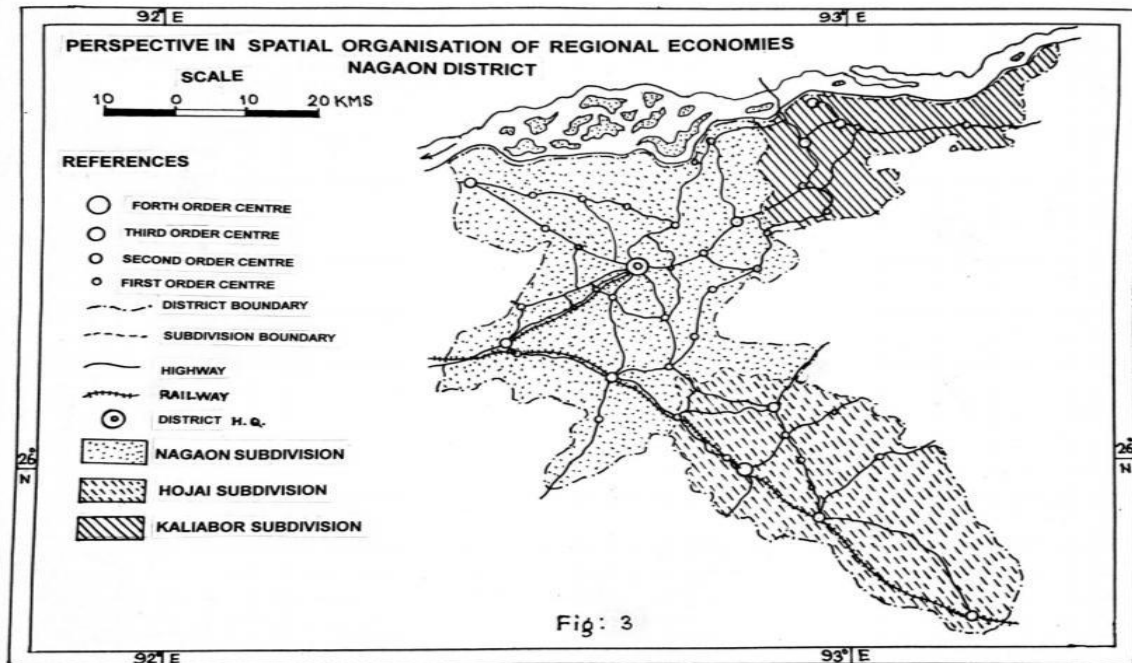 92° E 93° E
PERSPECTIVE IN SPATIAL ORGANISATION OF REGIONAL ECONOMIES
NAGAON DISTRICT
SCALE
10 0 10 20 KMS
REFERENCES
FORTH ORDER CENTRE
THIRD ORDER CENTRE
SECOND ORDER CENTRE
FIRST ORDER CENTRE
DISTRICT BOUNDARY
SUBDIVISION BOUNDARY
HIGHWAY
RAILWAY
DISTRICT H.Q.
NAGAON SUBDIVISION
HOJAI SUBDIVISION
KALIABOR SUBDIVISION
26° N
26° N
Fig: 3
92° E 93° E